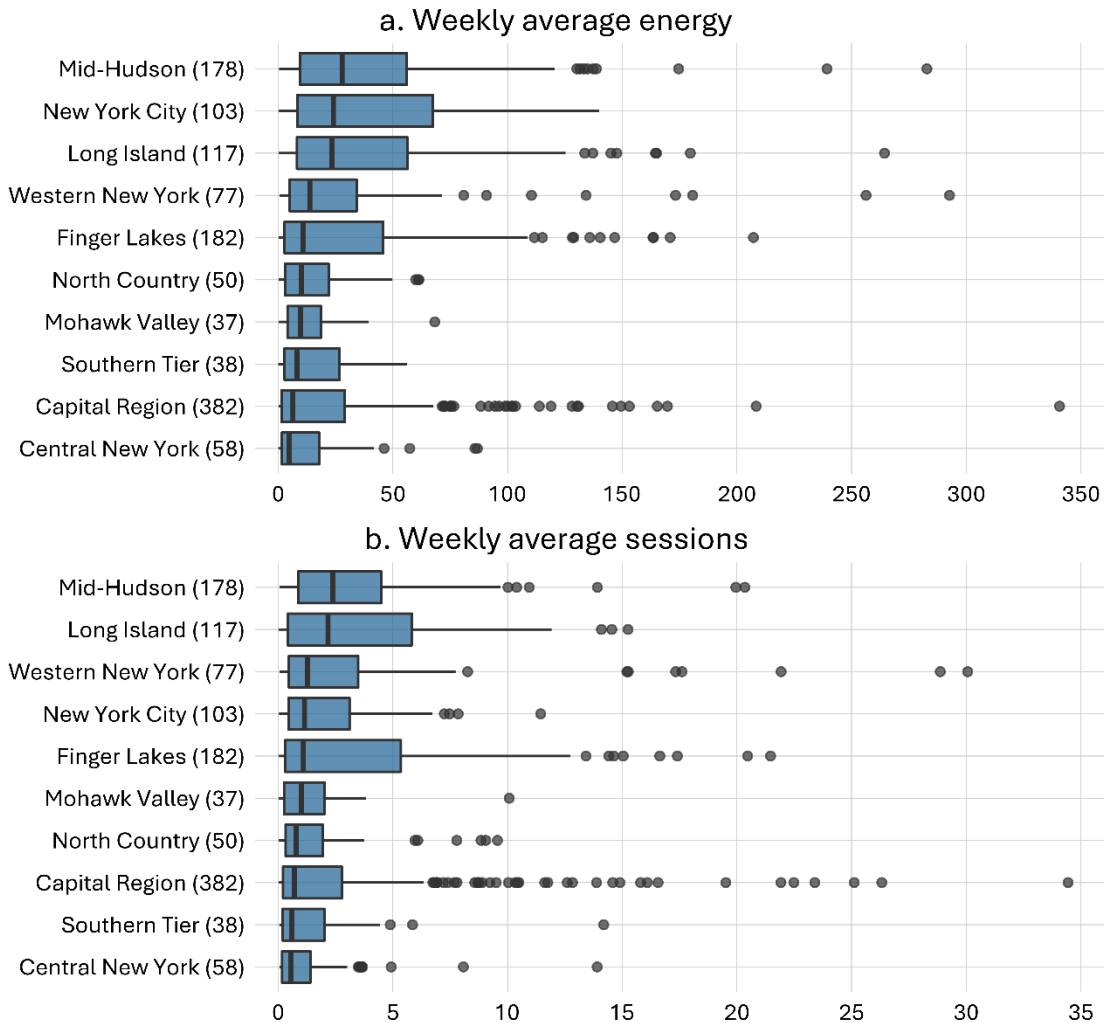 a. Weekly average energy
Mid-Hudson (178)
New York City (103)
Long Island (117)
Western New York (77)
Finger Lakes (182)
North Country (50)
Mohawk Valley (37)
Southern Tier (38)
Capital Region (382)
Central New York (58)
0 50 100 150 200 250 300 350
b. Weekly average sessions
Mid-Hudson (178)
Long Island (117)
Western New York (77)
New York City (103)
Finger Lakes (182)
Mohawk Valley (37)
North Country (50)
Capital Region (382)
Southern Tier (38)
Central New York (58)
0 5 10 15 20 25 30 35